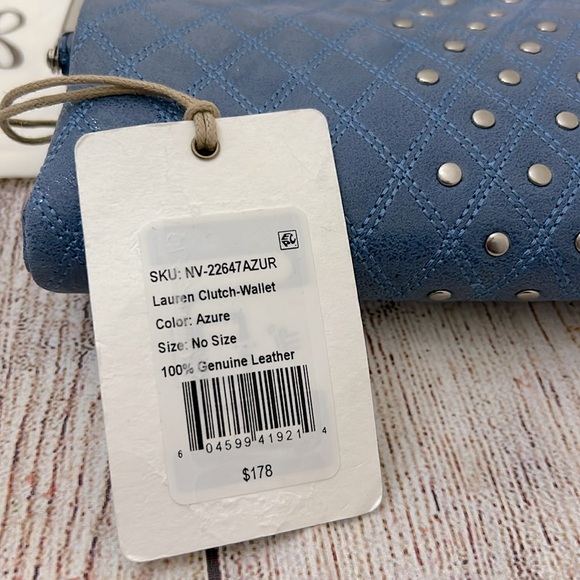 SKU: NV-22647AZUR
Lauren Clutch-Wallet
Color: Azure
Size: No Size
100% Genuine Leather
6 04599 41921 4
$178